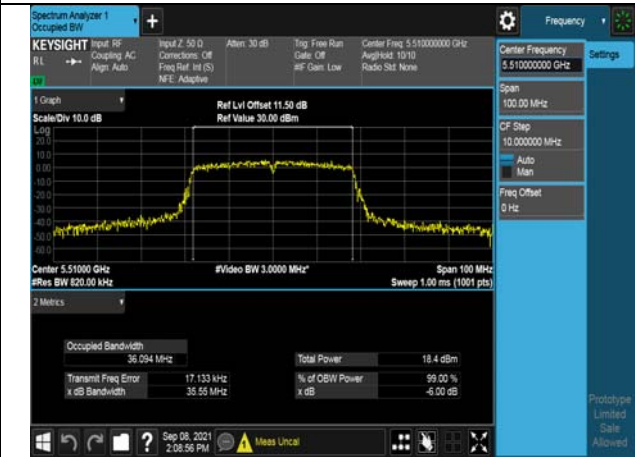 Spectrum Analyzer 1
Occupied BW
+
Frequency
KEYSIGHT
RL
Input: RF
Coupling: AC
Align: Auto
Input Z: 50 Ω
Corrections: Off
Freq Ref: Int (S)
NFE: Adaptive
Atten: 30 dB
Trig: Free Run
Gate: Off
#IF Gain: Low
Center Freq: 5.510000000 GHz
Avg|Hold: 10/10
Radio Std: None
Center Frequency
5.510000000 GHz
Settings
Span
100.00 MHz
CF Step
10.000000 MHz
Auto
Man
Freq Offset
0 Hz
1 Graph
Scale/Div 10.0 dB
Ref Lvl Offset 11.50 dB
Ref Value 30.00 dBm
Log
20.0
10.0
0.00
-10.0
-20.0
-30.0
-40.0
-50.0
-60.0
Center 5.51000 GHz
#Res BW 820.00 kHz
#Video BW 3.0000 MHz*
Span 100 MHz
Sweep 1.00 ms (1001 pts)
2 Metrics
Occupied Bandwidth
36.094 MHz
Total Power 18.4 dBm
Transmit Freq Error 17.133 kHz
% of OBW Power 99.00 %
x dB Bandwidth 35.55 MHz
x dB -6.00 dB
Prototype
Limited
Sale
Allowed
?
Sep 08, 2021
2:08:56 PM
Meas Uncal